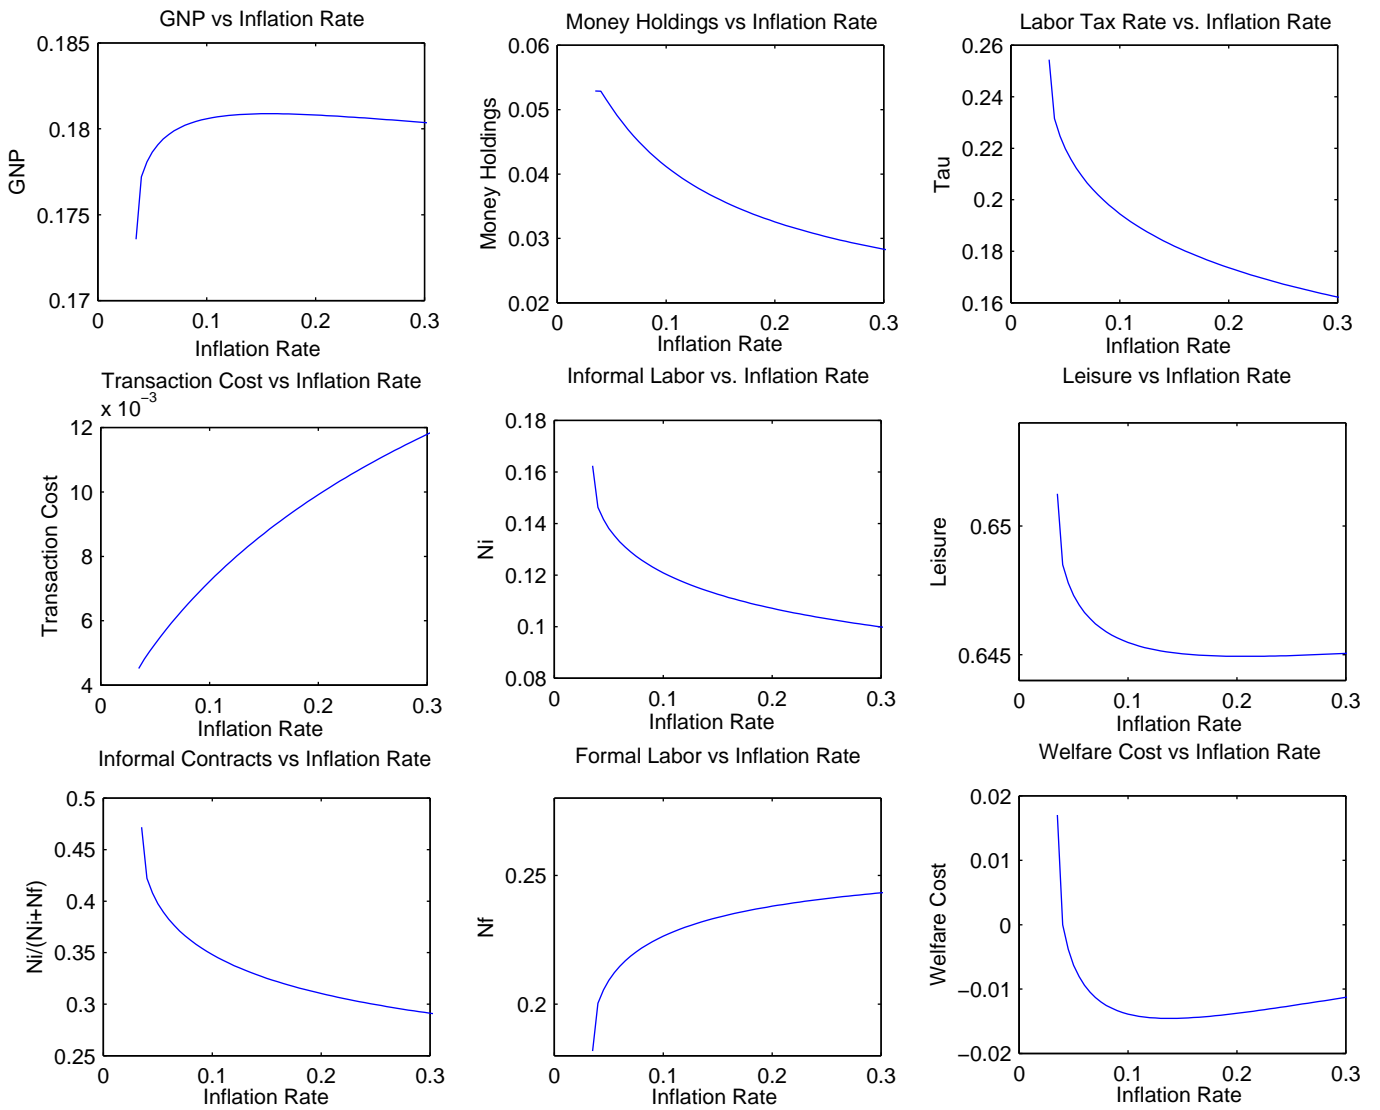 GNP vs Inflation Rate
0.185
0.18
0.175
0.17
GNP
0
0.1
0.2
0.3
Inflation Rate
Money Holdings vs Inflation Rate
0.06
0.05
0.04
0.03
0.02
Money Holdings
0
0.1
0.2
0.3
Inflation Rate
Labor Tax Rate vs. Inflation Rate
0.26
0.24
0.22
0.2
0.18
0.16
Tau
0
0.1
0.2
0.3
Inflation Rate
Transaction Cost vs Inflation Rate
x 10−3
12
10
8
6
4
Transaction Cost
0
0.1
0.2
0.3
Inflation Rate
Informal Labor vs. Inflation Rate
0.18
0.16
0.14
0.12
0.1
0.08
Ni
0
0.1
0.2
0.3
Inflation Rate
Leisure vs Inflation Rate
0.65
0.645
Leisure
0
0.1
0.2
0.3
Inflation Rate
Informal Contracts vs Inflation Rate
0.5
0.45
0.4
0.35
0.3
0.25
Ni/(Ni+Nf)
0
0.1
0.2
0.3
Inflation Rate
Formal Labor vs Inflation Rate
0.25
0.2
Nf
0
0.1
0.2
0.3
Inflation Rate
Welfare Cost vs Inflation Rate
0.02
0.01
0
−0.01
−0.02
Welfare Cost
0
0.1
0.2
0.3
Inflation Rate